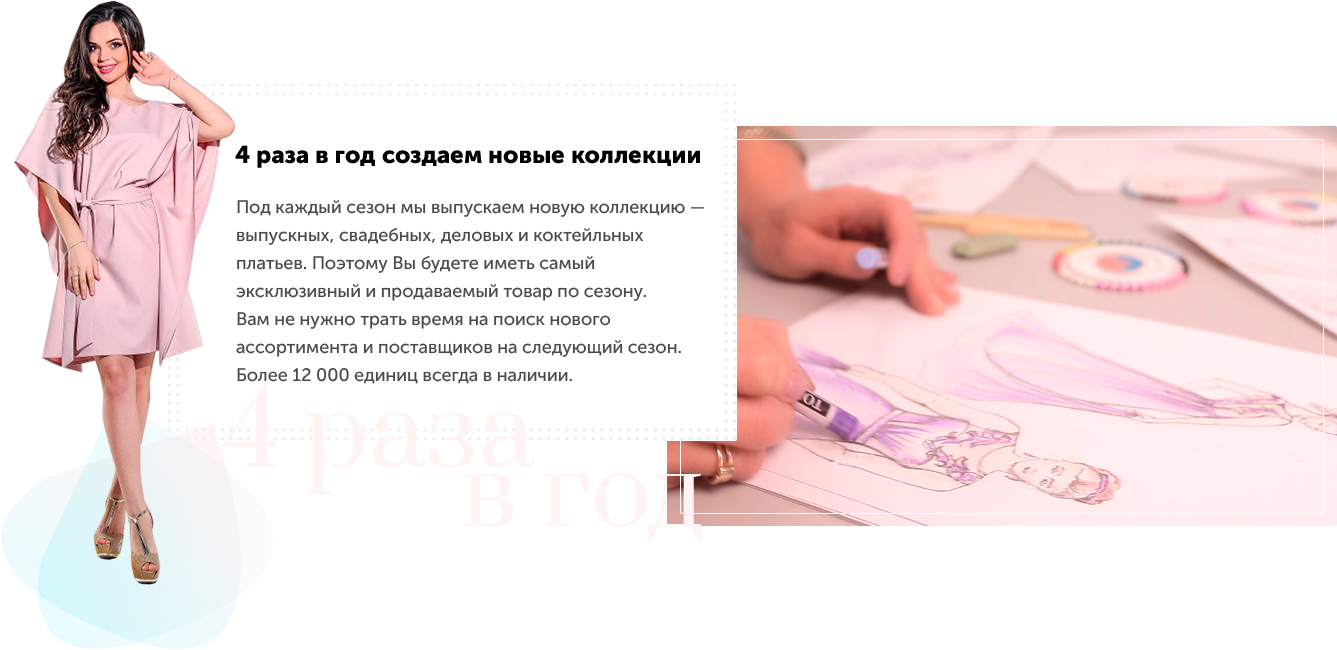 4 раза в год создаем новые коллекции
Под каждый сезон мы выпускаем новую коллекцию —
выпускных, свадебных, деловых и коктейльных
платьев. Поэтому Вы будете иметь самый
эксклюзивный и продаваемый товар по сезону.
Вам не нужно трать время на поиск нового
ассортимента и поставщиков на следующий сезон.
Более 12 000 единиц всегда в наличии.
4 раза
в год